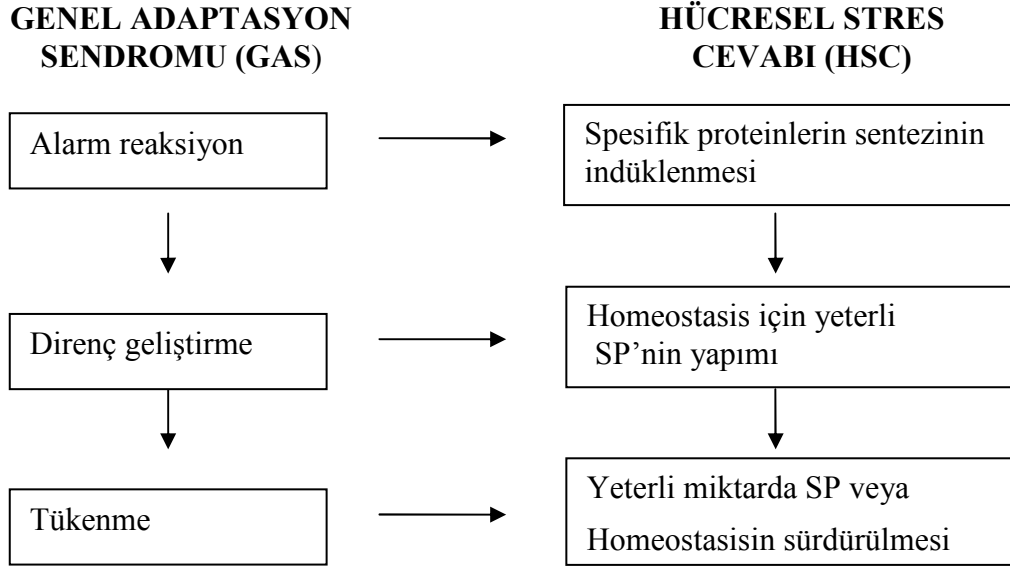 GENEL ADAPTASYON
SENDROMU (GAS)
HÜCRESEL STRES
CEVABI (HSC)
Alarm reaksiyon
Spesifik proteinlerin sentezinin
indüklenmesi
Direnç geliştirme
Homeostasis için yeterli
SP’nin yapımı
Tükenme
Yeterli miktarda SP veya
Homeostasisin sürdürülmesi